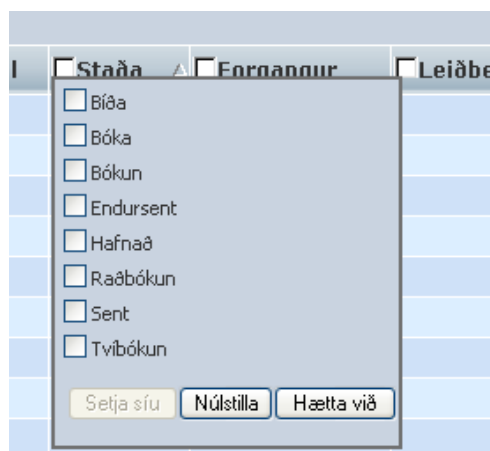 l Staða Forgangur Leiðbe
Bíða
Bóka
Bókun
Endursent
Hafnað
Raðbókun
Sent
Tvíbókun
Setja síu Núlstilla Hætta við